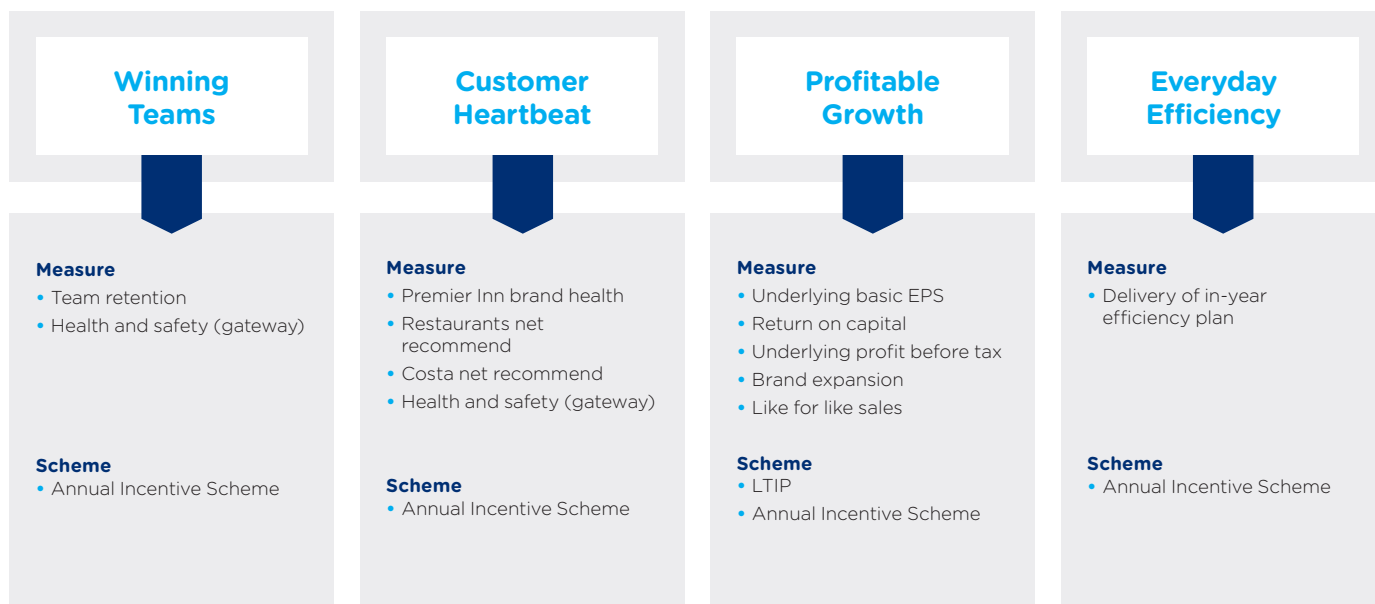 Winning
Teams
Measure
• Team retention
• Health and safety (gateway)
Scheme
• Annual Incentive Scheme
Customer
Heartbeat
Measure
• Premier Inn brand health
• Restaurants net
recommend
• Costa net recommend
• Health and safety (gateway)
Scheme
• Annual Incentive Scheme
Profitable
Growth
Measure
• Underlying basic EPS
• Return on capital
• Underlying profit before tax
• Brand expansion
• Like for like sales
Scheme
• LTIP
• Annual Incentive Scheme
Everyday
Efficiency
Measure
• Delivery of in-year
efficiency plan
Scheme
• Annual Incentive Scheme